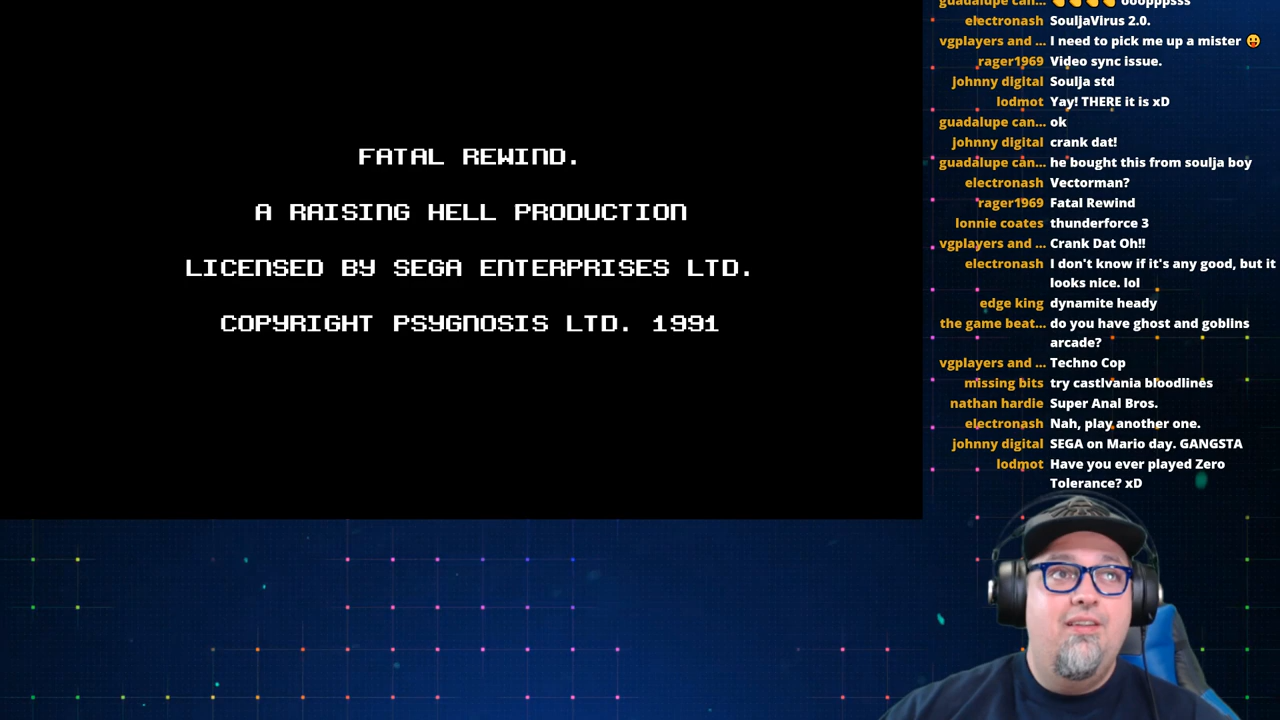 FATAL REWIND.
A RAISING HELL PRODUCTION
LICENSED BY SEGA ENTERPRISES LTD.
COPYRIGHT PSYGNOSIS LTD. 1991
guadalupe can... 👏👏👏👏 ooopppsss
electronash SouljaVirus 2.0.
vgplayers and ... I need to pick me up a mister 😛
rager1969 Video sync issue.
johnny digital Soulja std
lodmot Yay! THERE it is xD
guadalupe can... ok
johnny digital crank dat!
guadalupe can... he bought this from soulja boy
electronash Vectorman?
rager1969 Fatal Rewind
lonnie coates thunderforce 3
vgplayers and ... Crank Dat Oh!!
electronash I don't know if it's any good, but it
looks nice. lol
edge king dynamite heady
the game beat... do you have ghost and goblins
arcade?
vgplayers and ... Techno Cop
missing bits try castlvania bloodlines
nathan hardie Super Anal Bros.
electronash Nah, play another one.
johnny digital SEGA on Mario day. GANGSTA
lodmot Have you ever played Zero
Tolerance? xD